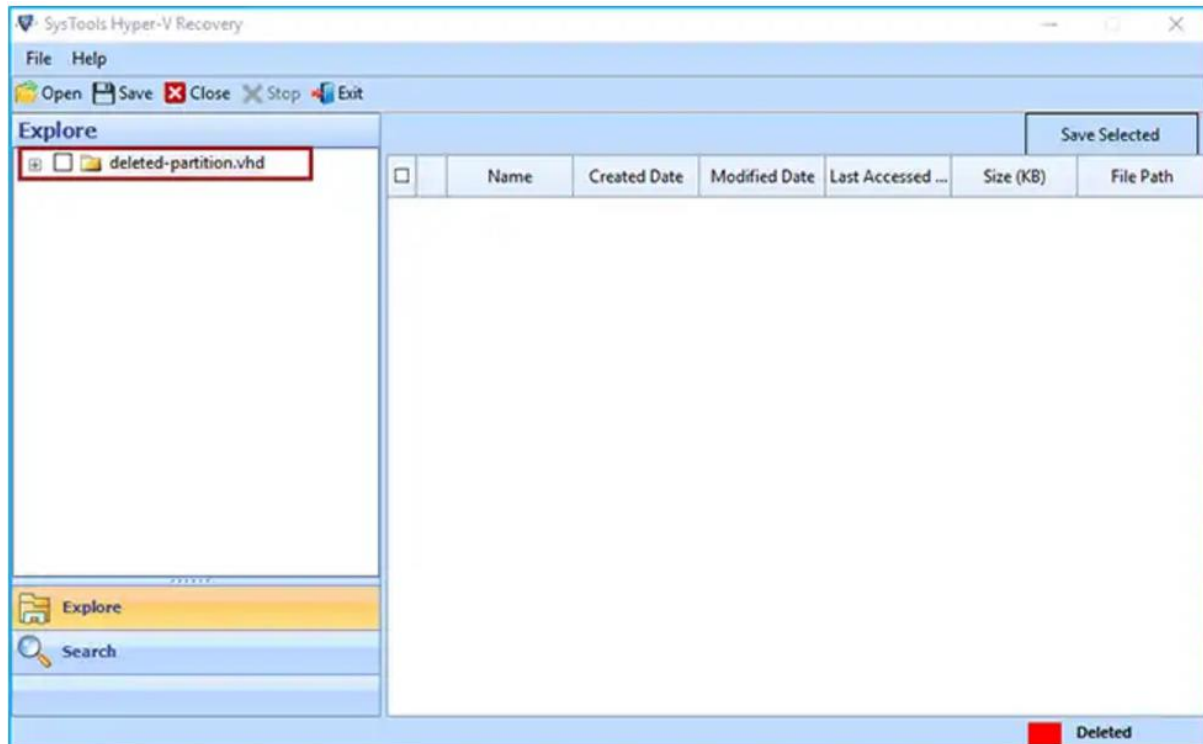 SysTools Hyper-V Recovery
File Help
Open Save Close Stop Exit
Explore
Save Selected
deleted-partition.vhd
Name Created Date Modified Date Last Accessed ... Size (KB) File Path
Explore
Search
Deleted